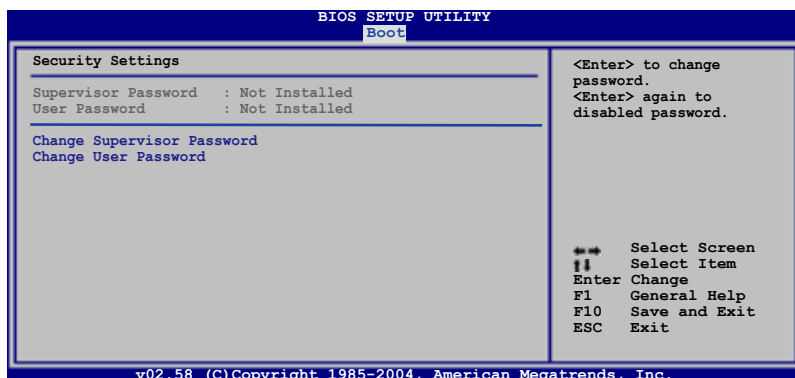 BIOS SETUP UTILITY
Boot
Security Settings
Supervisor Password : Not Installed
User Password : Not Installed
Change Supervisor Password
Change User Password
<Enter> to change
password.
<Enter> again to
disabled password.
Select Screen
Select Item
Enter Change
F1 General Help
F10 Save and Exit
ESC Exit
v02.58 (C)Copyright 1985-2004, American Megatrends, Inc.